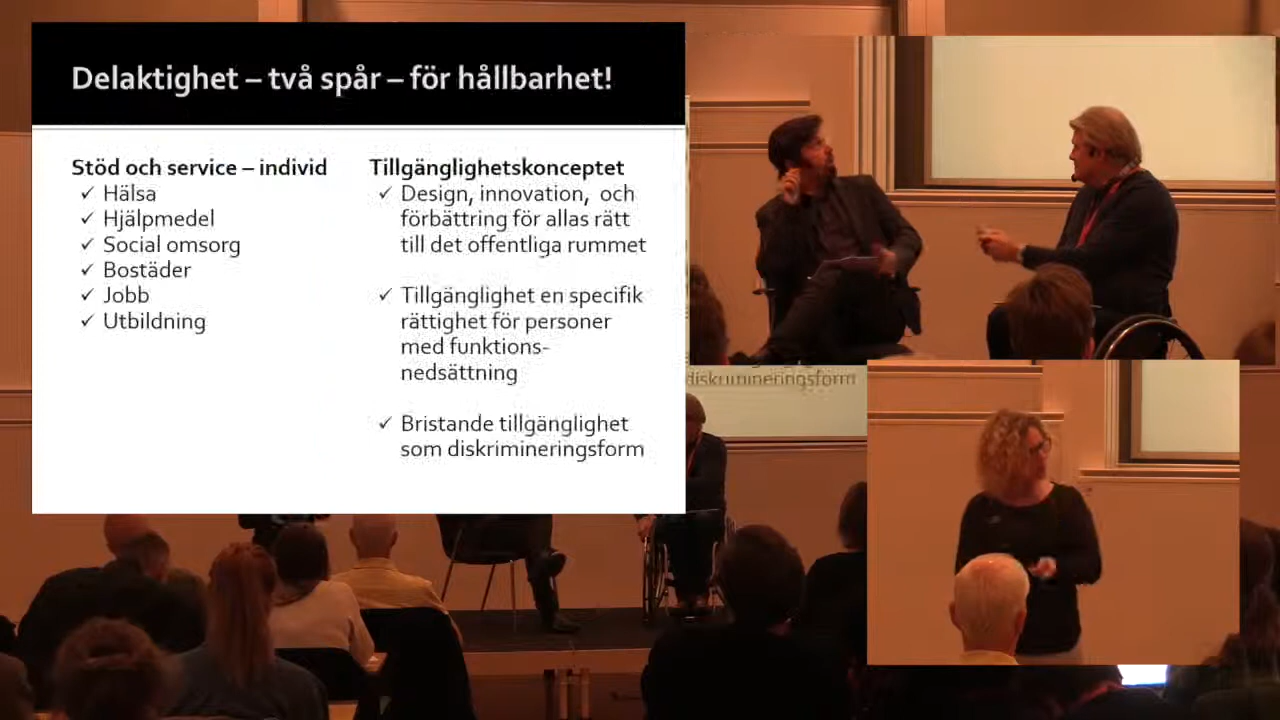 Delaktighet – två spår – för hållbarhet!
Stöd och service – individ
✓ Hälsa
✓ Hjälpmedel
✓ Social omsorg
✓ Bostäder
✓ Jobb
✓ Utbildning
Tillgänglighetskonceptet
✓ Design, innovation, och
förbättring för allas rätt
till det offentliga rummet
✓ Tillgänglighet en specifik
rättighet för personer
med funktions-
nedsättning
✓ Bristande tillgänglighet
som diskrimineringsform
diskrimineringsform